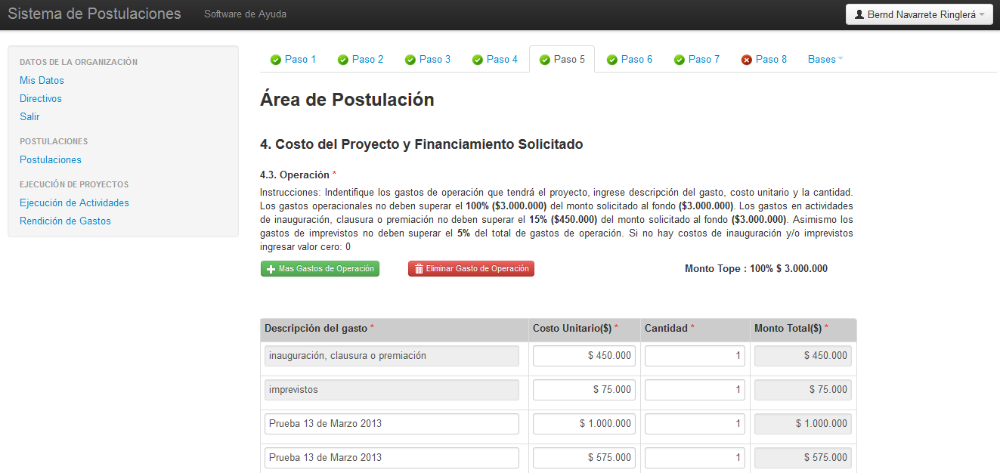 Sistema de Postulaciones Software de Ayuda Bernd Navarrete Ringlerá
DATOS DE LA ORGANIZACIÓN
Mis Datos
Directivos
Salir
POSTULACIONES
Postulaciones
EJECUCIÓN DE PROYECTOS
Ejecución de Actividades
Rendición de Gastos
Paso 1 Paso 2 Paso 3 Paso 4 Paso 5 Paso 6 Paso 7 Paso 8 Bases
Área de Postulación
4. Costo del Proyecto y Financiamiento Solicitado
4.3. Operación *
Instrucciones: Indentifique los gastos de operación que tendrá el proyecto, ingrese descripción del gasto, costo unitario y la cantidad.
Los gastos operacionales no deben superar el 100% ($3.000.000) del monto solicitado al fondo ($3.000.000). Los gastos en actividades
de inauguración, clausura o premiación no deben superar el 15% ($450.000) del monto solicitado al fondo ($3.000.000). Asimismo los
gastos de imprevistos no deben superar el 5% del total de gastos de operación. Si no hay costos de inauguración y/o imprevistos
ingresar valor cero: 0
Mas Gastos de Operación Eliminar Gasto de Operación Monto Tope : 100% $ 3.000.000
Descripción del gasto * Costo Unitario($) * Cantidad * Monto Total($) *
inauguración, clausura o premiación $ 450.000 1 $ 450.000
imprevistos $ 75.000 1 $ 75.000
Prueba 13 de Marzo 2013 $ 1.000.000 1 $ 1.000.000
Prueba 13 de Marzo 2013 $ 575.000 1 $ 575.000